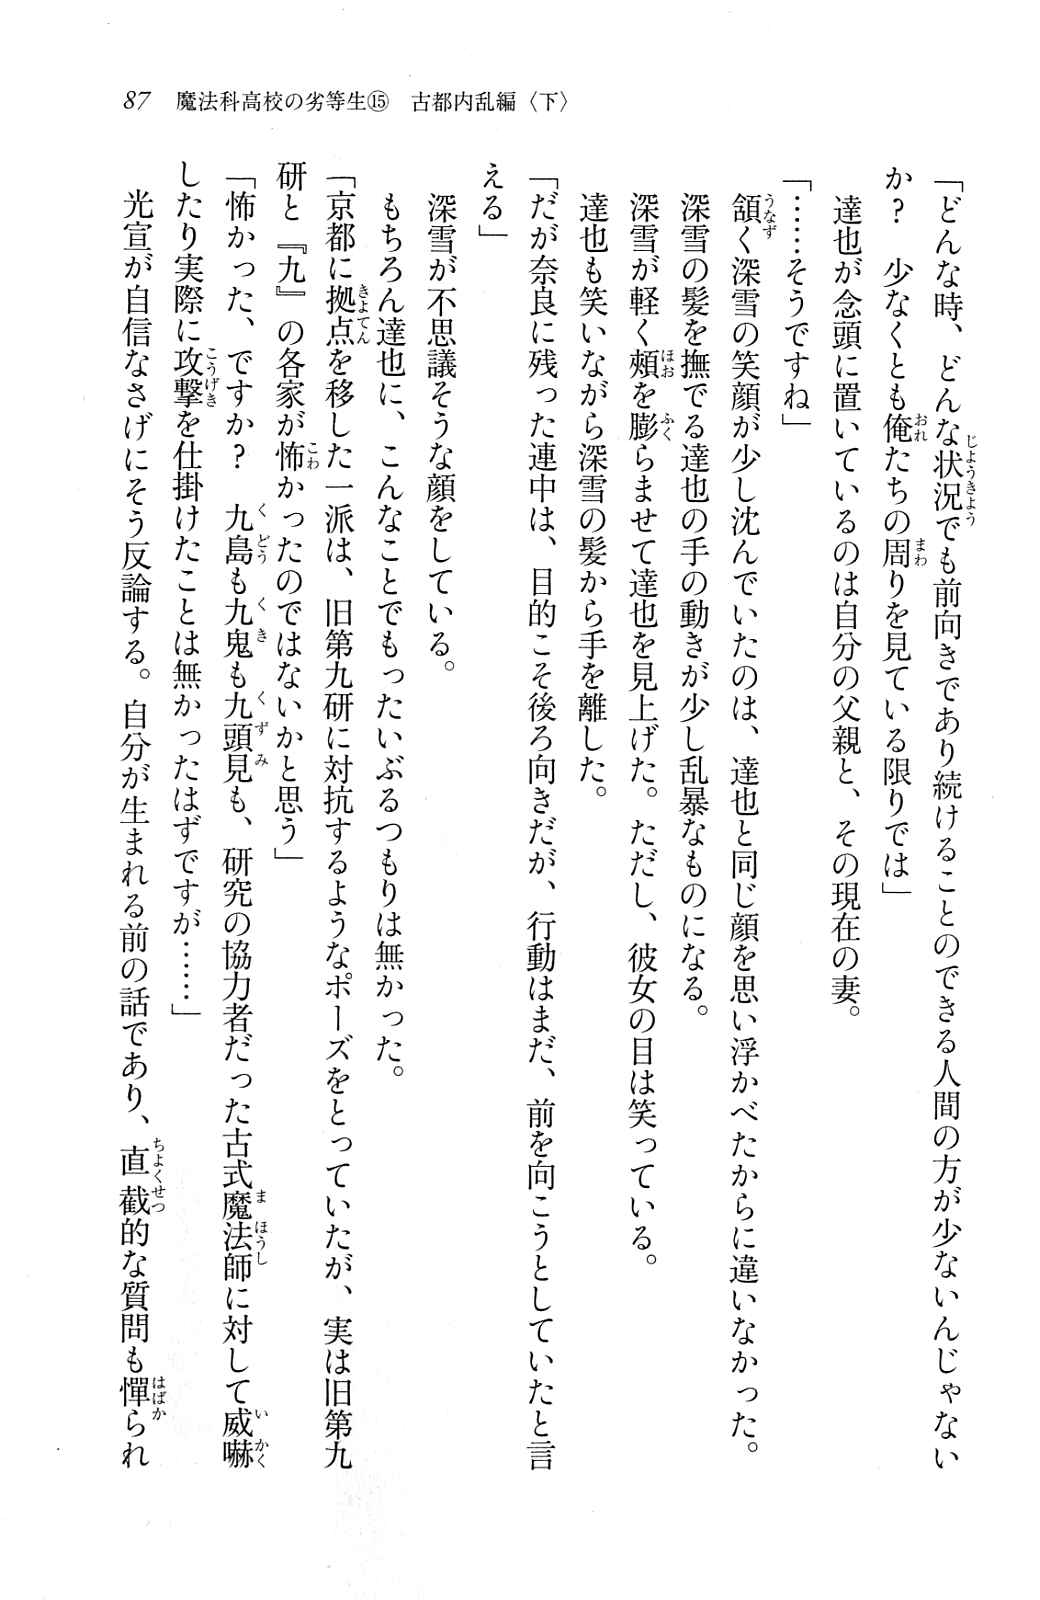 87　魔法科高校の劣等生⑮　古都内乱編〈下〉
「どんな時、どんな状況でも前向きであり続けることのできる人間の方が少ないんじゃない
か？　少なくとも俺たちの周りを見ている限りでは」
　達也が念頭に置いているのは自分の父親と、その現在の妻。
「……そうですね」
　頷く深雪の笑顔が少し沈んでいたのは、達也と同じ顔を思い浮かべたからに違いなかった。
　深雪の髪を撫でる達也の手の動きが少し乱暴なものになる。
　深雪が軽く頰を膨らませて達也を見上げた。ただし、彼女の目は笑っている。
　達也も笑いながら深雪の髪から手を離した。
「だが奈良に残った連中は、目的こそ後ろ向きだが、行動はまだ、前を向こうとしていたと言
える」
　深雪が不思議そうな顔をしている。
　もちろん達也に、こんなことでもったいぶるつもりは無かった。
「京都に拠点を移した一派は、旧第九研に対抗するようなポーズをとっていたが、実は旧第九
研と『九』の各家が怖かったのではないかと思う」
「怖かった、ですか？　九島も九鬼も九頭見も、研究の協力者だった古式魔法師に対して威嚇
したり実際に攻撃を仕掛けたことは無かったはずですが……」
　光宣が自信なさげにそう反論する。自分が生まれる前の話であり、直截的な質問も憚られ